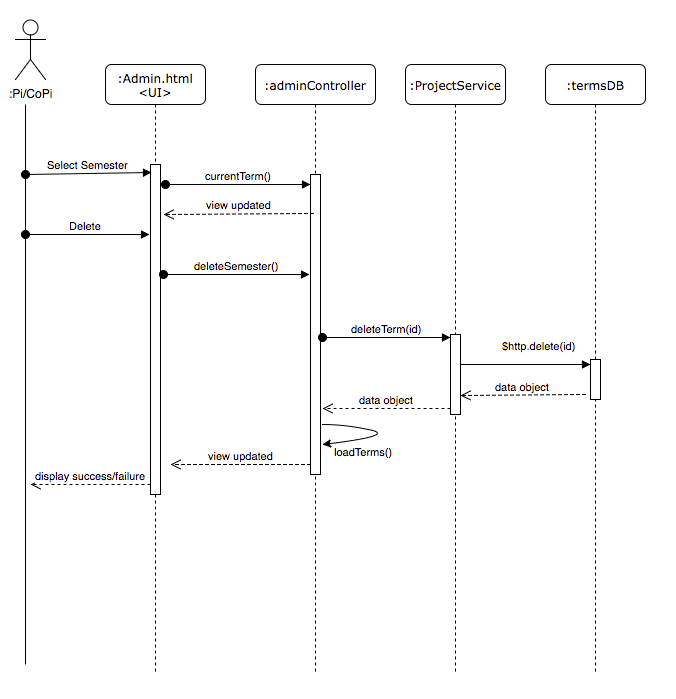 :Pi/CoPi
:Admin.html
<UI>
:adminController
:ProjectService
:termsDB
Select Semester
currentTerm()
view updated
Delete
deleteSemester()
deleteTerm(id)
$http.delete(id)
data object
data object
loadTerms()
view updated
display success/failure